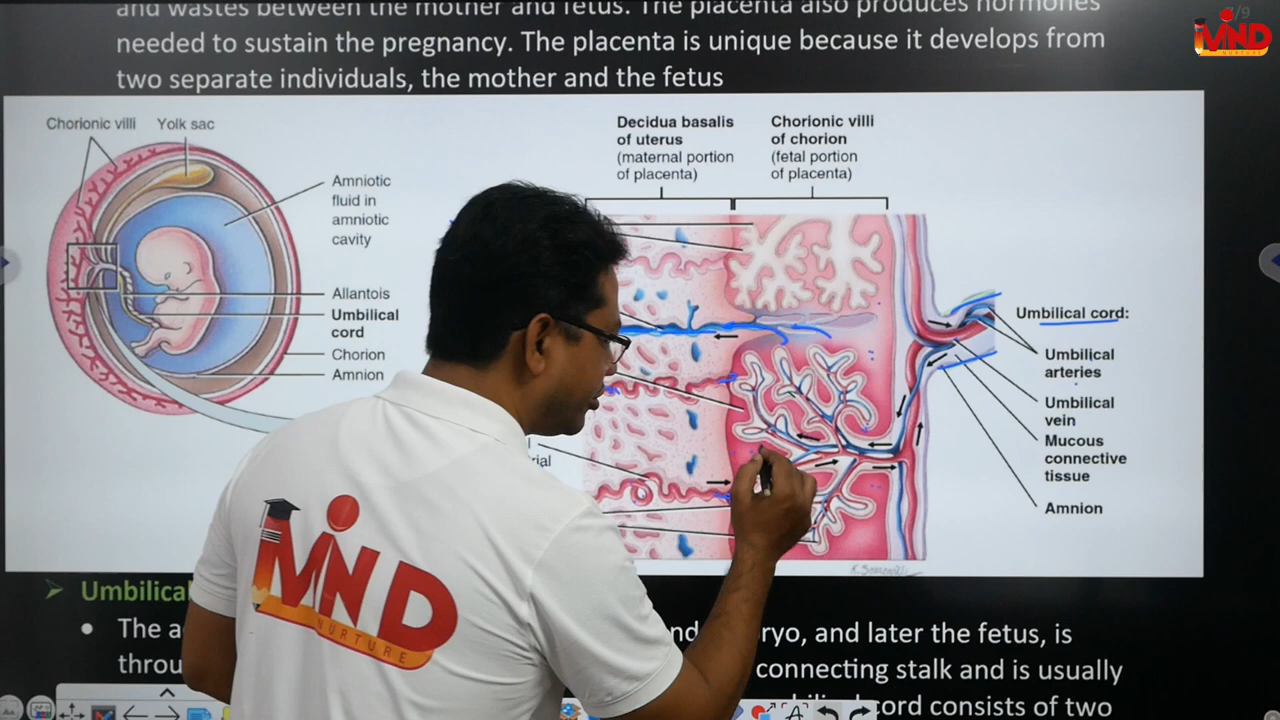 and wastes between the mother and fetus. The placenta also produces hormones
needed to sustain the pregnancy. The placenta is unique because it develops from
two separate individuals, the mother and the fetus
/9
MIND
NURTURE
Chorionic villi
Yolk sac
Amniotic
fluid in
amniotic
cavity
Allantois
Umbilical
cord
Chorion
Amnion
Decidua basalis
of uterus
(maternal portion
of placenta)
Chorionic villi
of chorion
(fetal portion
of placenta)
Umbilical cord:
Umbilical
arteries
Umbilical
vein
Mucous
connective
tissue
Amnion
rial
MIND
NURTURE
Umbilical
The a
ryo, and later the fetus, is
throu
connecting stalk and is usually
cord consists of two